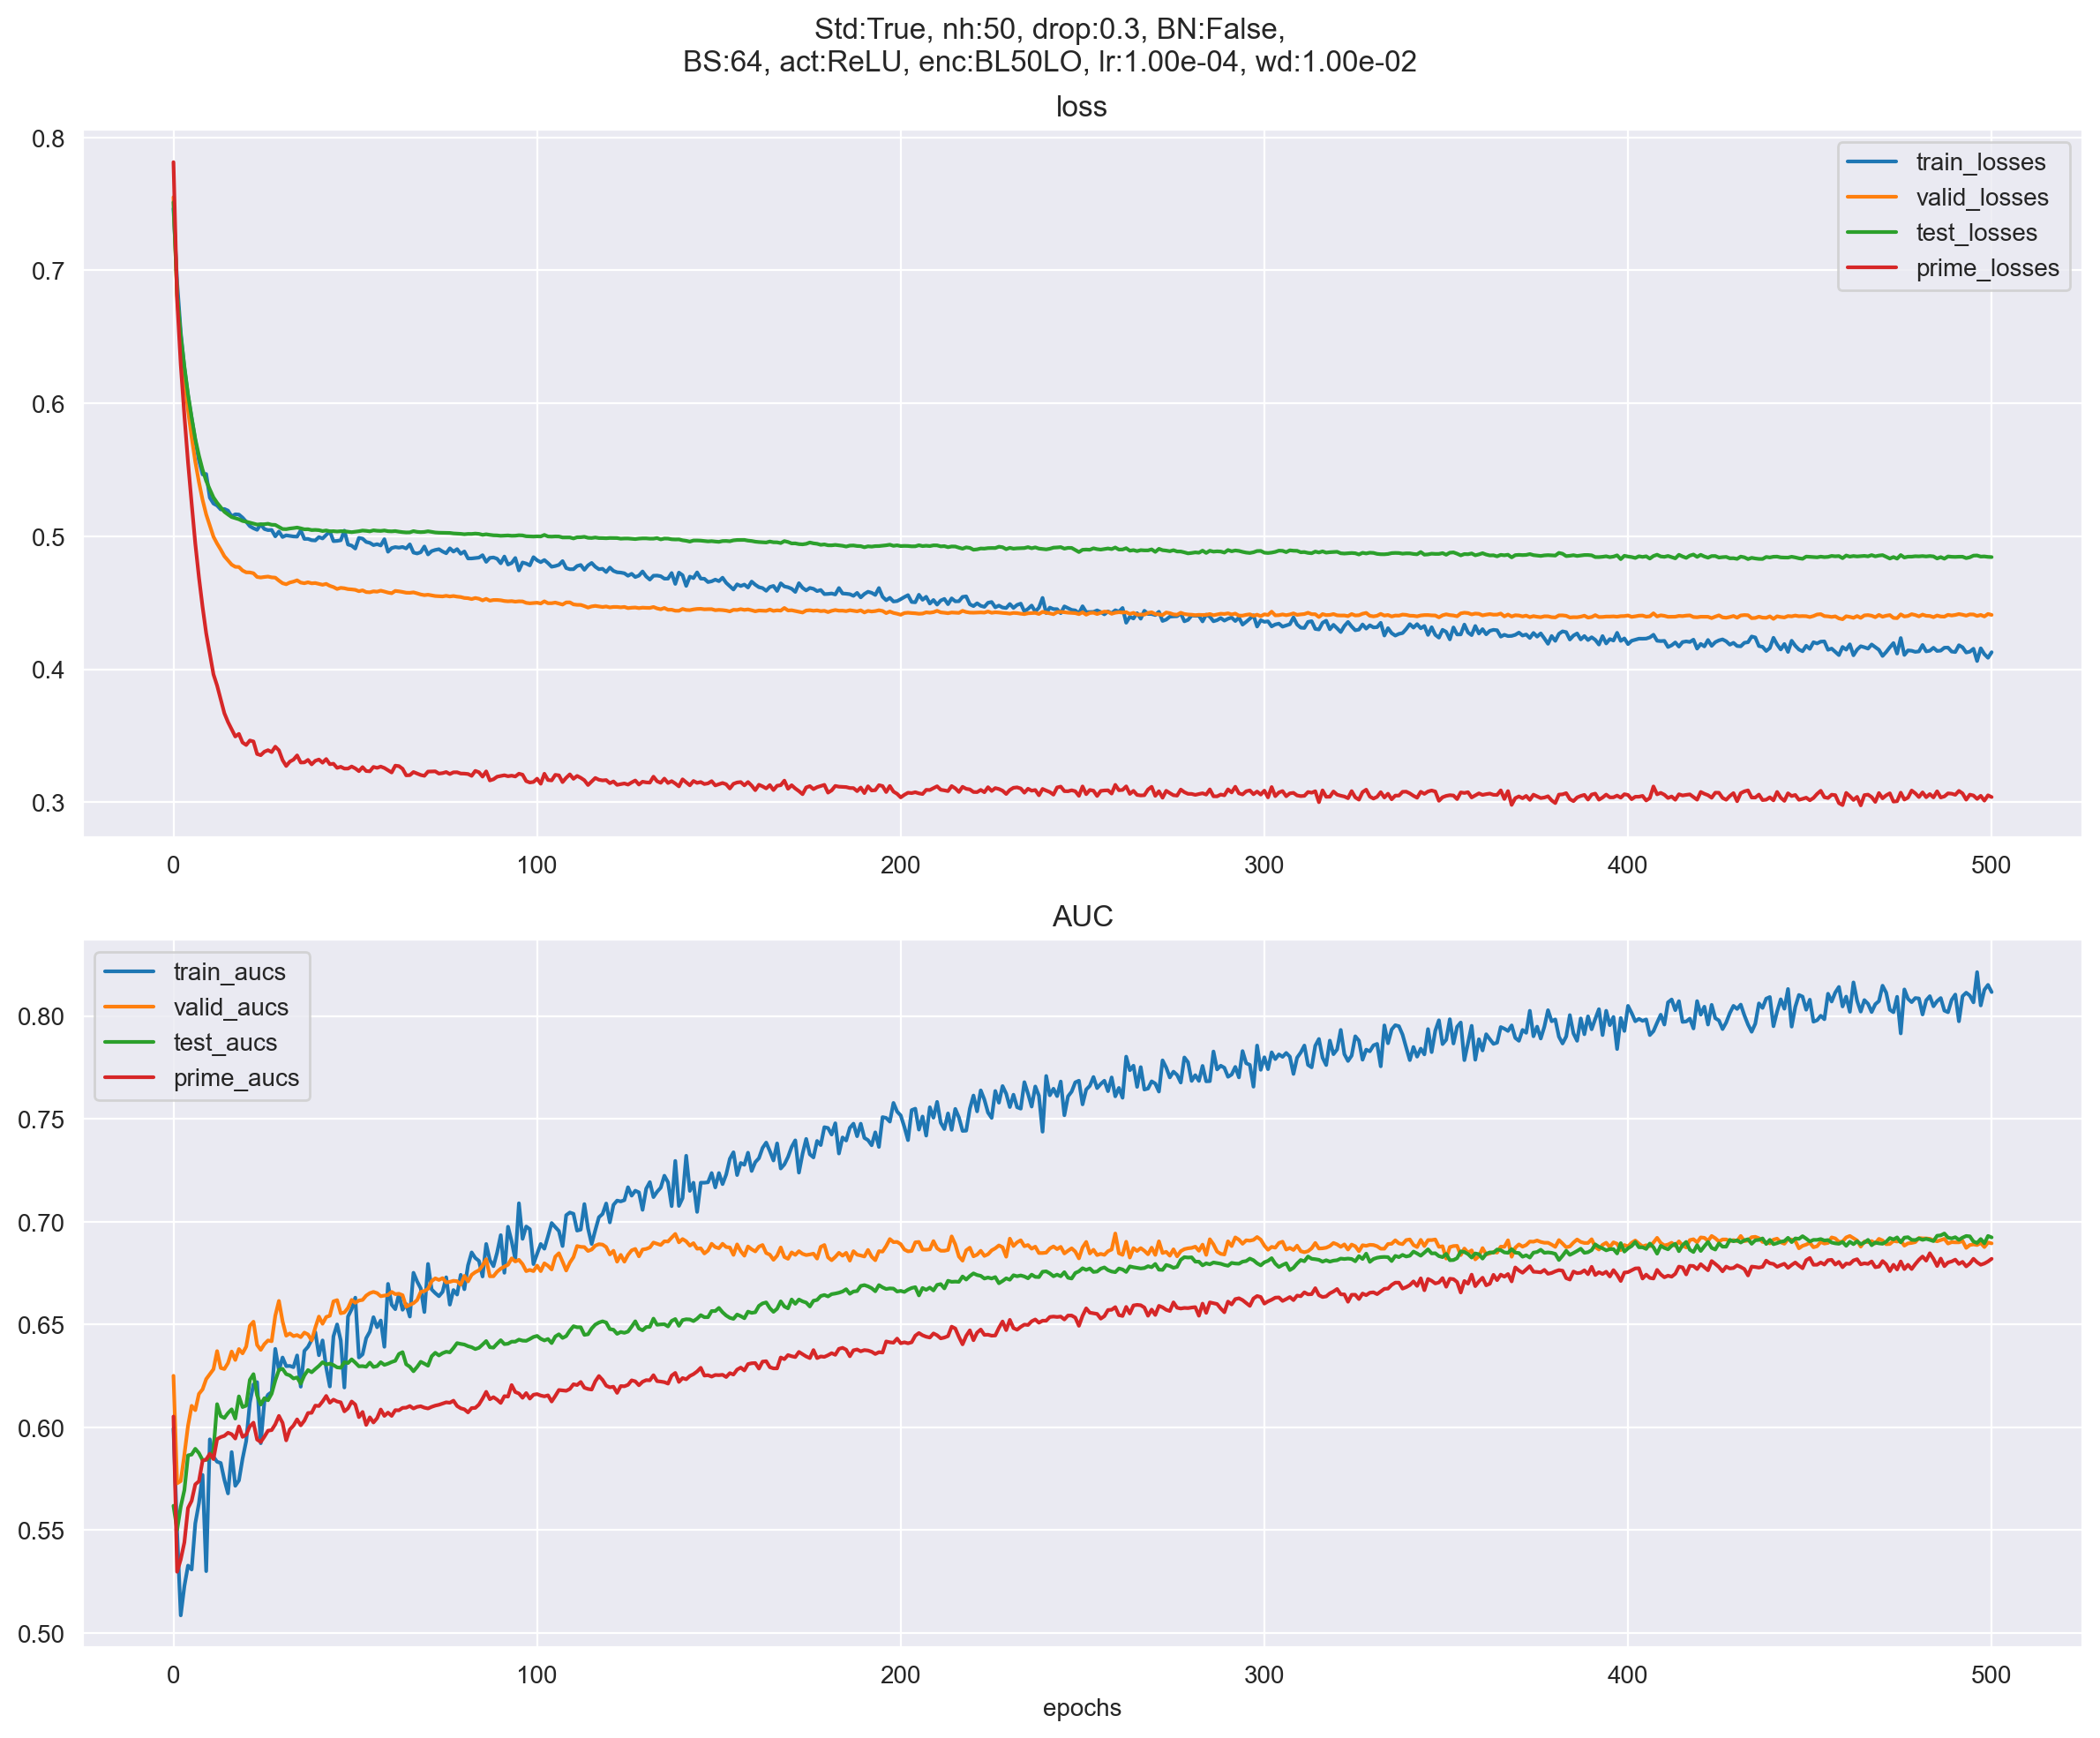 Std:True, nh:50, drop:0.3, BN:False,
BS:64, act:ReLU, enc:BL50LO, lr:1.00e-04, wd:1.00e-02
loss
0.8
0.7
0.6
0.5
0.4
0.3
train_losses
valid_losses
test_losses
prime_losses
0 100 200 300 400 500
AUC
train_aucs
valid_aucs
test_aucs
prime_aucs
0.80
0.75
0.70
0.65
0.60
0.55
0.50
0 100 200 300 400 500
epochs